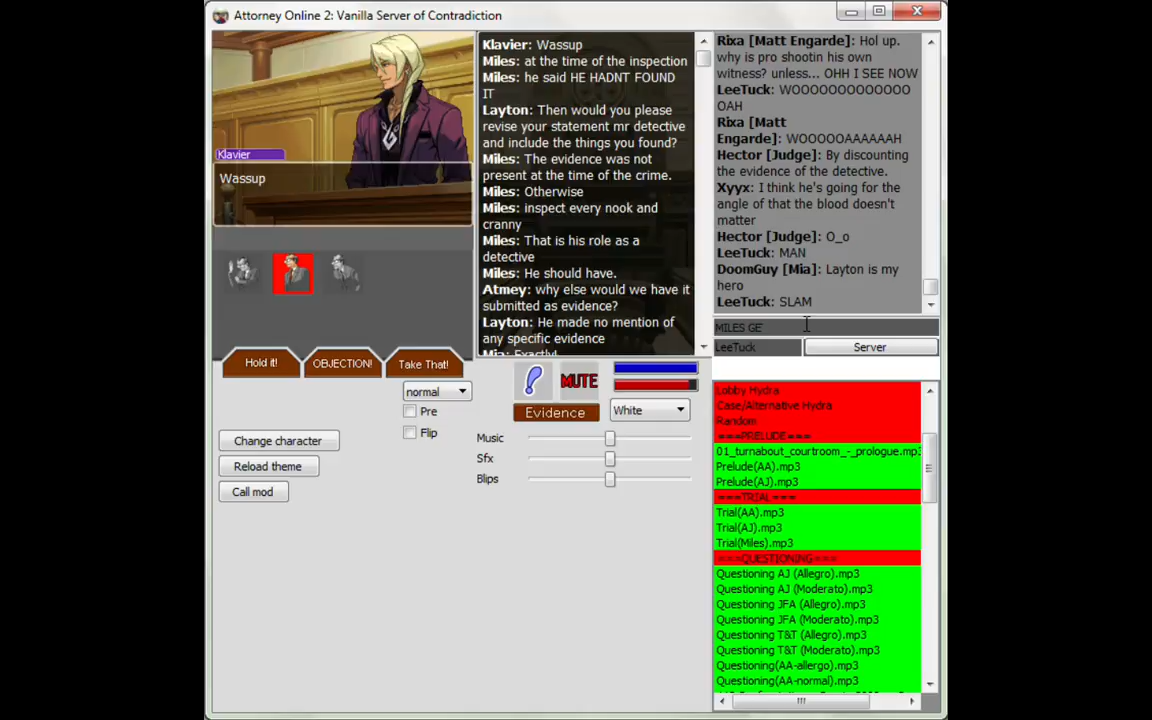 Attorney Online 2: Vanilla Server of Contradiction
Klavier
Wassup
Klavier: Wassup
Miles: at the time of the inspection
Miles: he said HE HADNT FOUND
IT
Layton: Then would you please
revise your statement mr detective
and include the things you found?
Miles: The evidence was not
present at the time of the crime.
Miles: Otherwise
Miles: inspect every nook and
cranny
Miles: That is his role as a
detective
Miles: He should have.
Atmey: why else would we have it
submitted as evidence?
Layton: He made no mention of
any specific evidence
Mia: Exactly!
Rixa [Matt Engarde]: Hol up.
why is pro shootin his own
witness? unless... OHH I SEE NOW
LeeTuck: WOOOOOOOOOOOOO
OAH
Rixa [Matt
Engarde]: WOOOOOAAAAAAH
Hector [Judge]: By discounting
the evidence of the detective.
Xyyx: I think he's going for the
angle of that the blood doesn't
matter
Hector [Judge]: O_o
LeeTuck: MAN
DoomGuy [Mia]: Layton is my
hero
LeeTuck: SLAM
MILES GE
LeeTuck
Server
Hold it!
OBJECTION!
Take That!
normal
Pre
Flip
MUTE
Evidence
White
Music
Sfx
Blips
Change character
Reload theme
Call mod
Lobby Hydra
Case/Alternative Hydra
Random
===PRELUDE===
01_turnabout_courtroom_-_prologue.mp3
Prelude(AA).mp3
Prelude(AJ).mp3
===TRIAL===
Trial(AA).mp3
Trial(AJ).mp3
Trial(Miles).mp3
===QUESTIONING===
Questioning AJ (Allegro).mp3
Questioning AJ (Moderato).mp3
Questioning JFA (Allegro).mp3
Questioning JFA (Moderato).mp3
Questioning T&T (Allegro).mp3
Questioning T&T (Moderato).mp3
Questioning(AA-allergo).mp3
Questioning(AA-normal).mp3